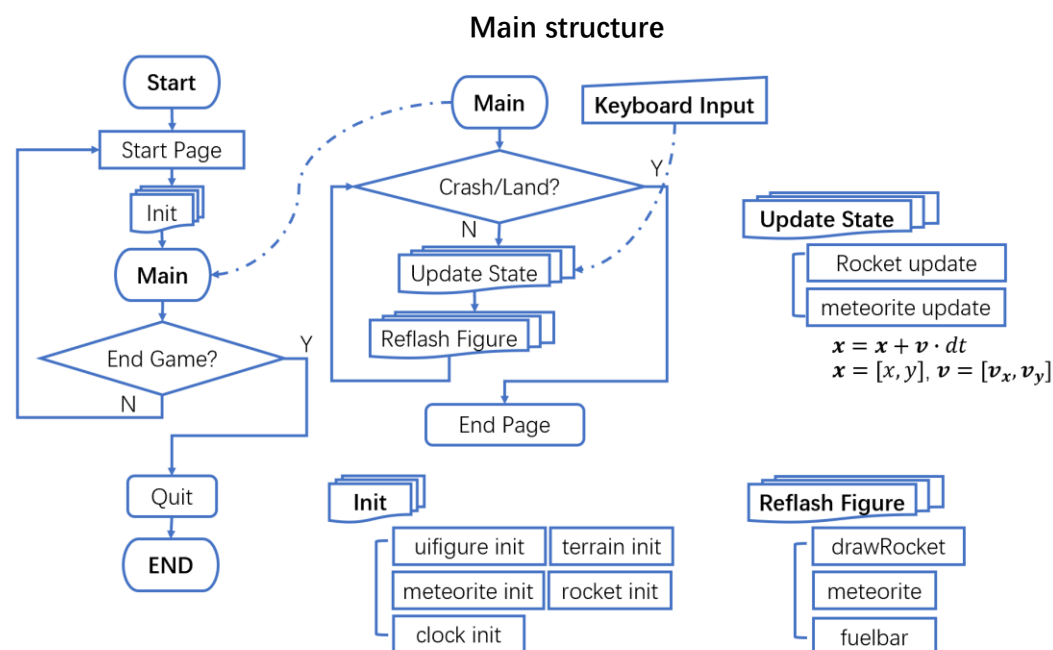 Main structure
Start
Start Page
Init
Main
End Game?
Y
N
Quit
END
Main
Keyboard Input
Crash/Land?
Y
N
Update State
Reflash Figure
End Page
Update State
Rocket update
meteorite update
𝒙 = 𝒙 + 𝒗 · 𝑑𝑡
𝒙 = [𝑥, 𝑦], 𝒗 = [𝒗ₓ, 𝒗ᵧ]
Init
uifigure init
terrain init
meteorite init
rocket init
clock init
Reflash Figure
drawRocket
meteorite
fuelbar